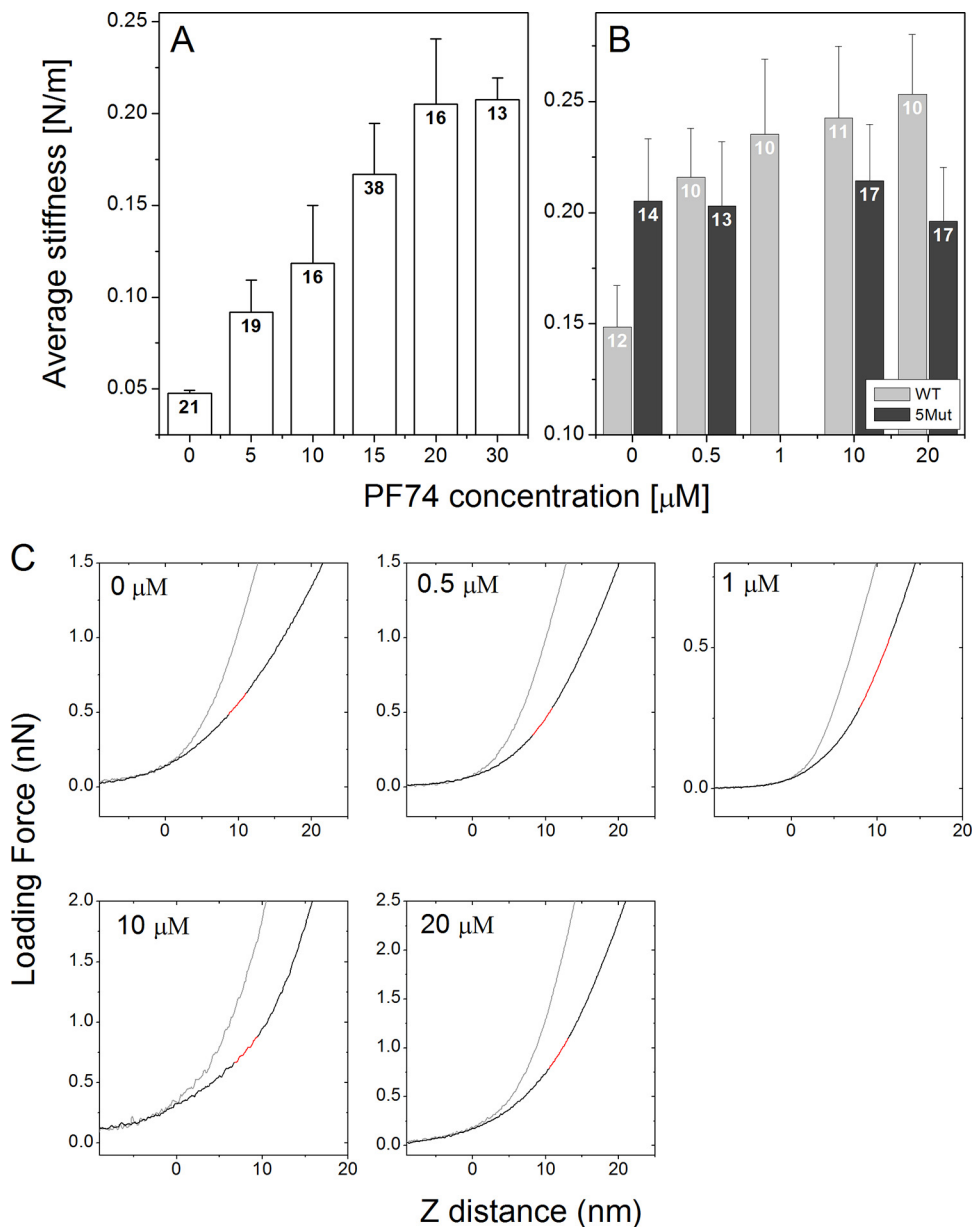 A
Average stiffness [N/m]
0.25
0.20
0.15
0.10
0.05
21
19
16
38
16
13
0 5 10 15 20 30
B
0.25
0.20
0.15
0.10
12
14
10
13
10
11
17
10
17
WT
5Mut
0 0.5 1 10 20
PF74 concentration [μM]
C
Loading Force (nN)
0 μM
1.5
1.0
0.5
0.0
0 10 20
0.5 μM
1.5
1.0
0.5
0.0
0 10 20
1 μM
0.5
0.0
0 10 20
10 μM
2.0
1.5
1.0
0.5
0.0
0 10 20
20 μM
2.5
2.0
1.5
1.0
0.5
0.0
0 10 20
Z distance (nm)